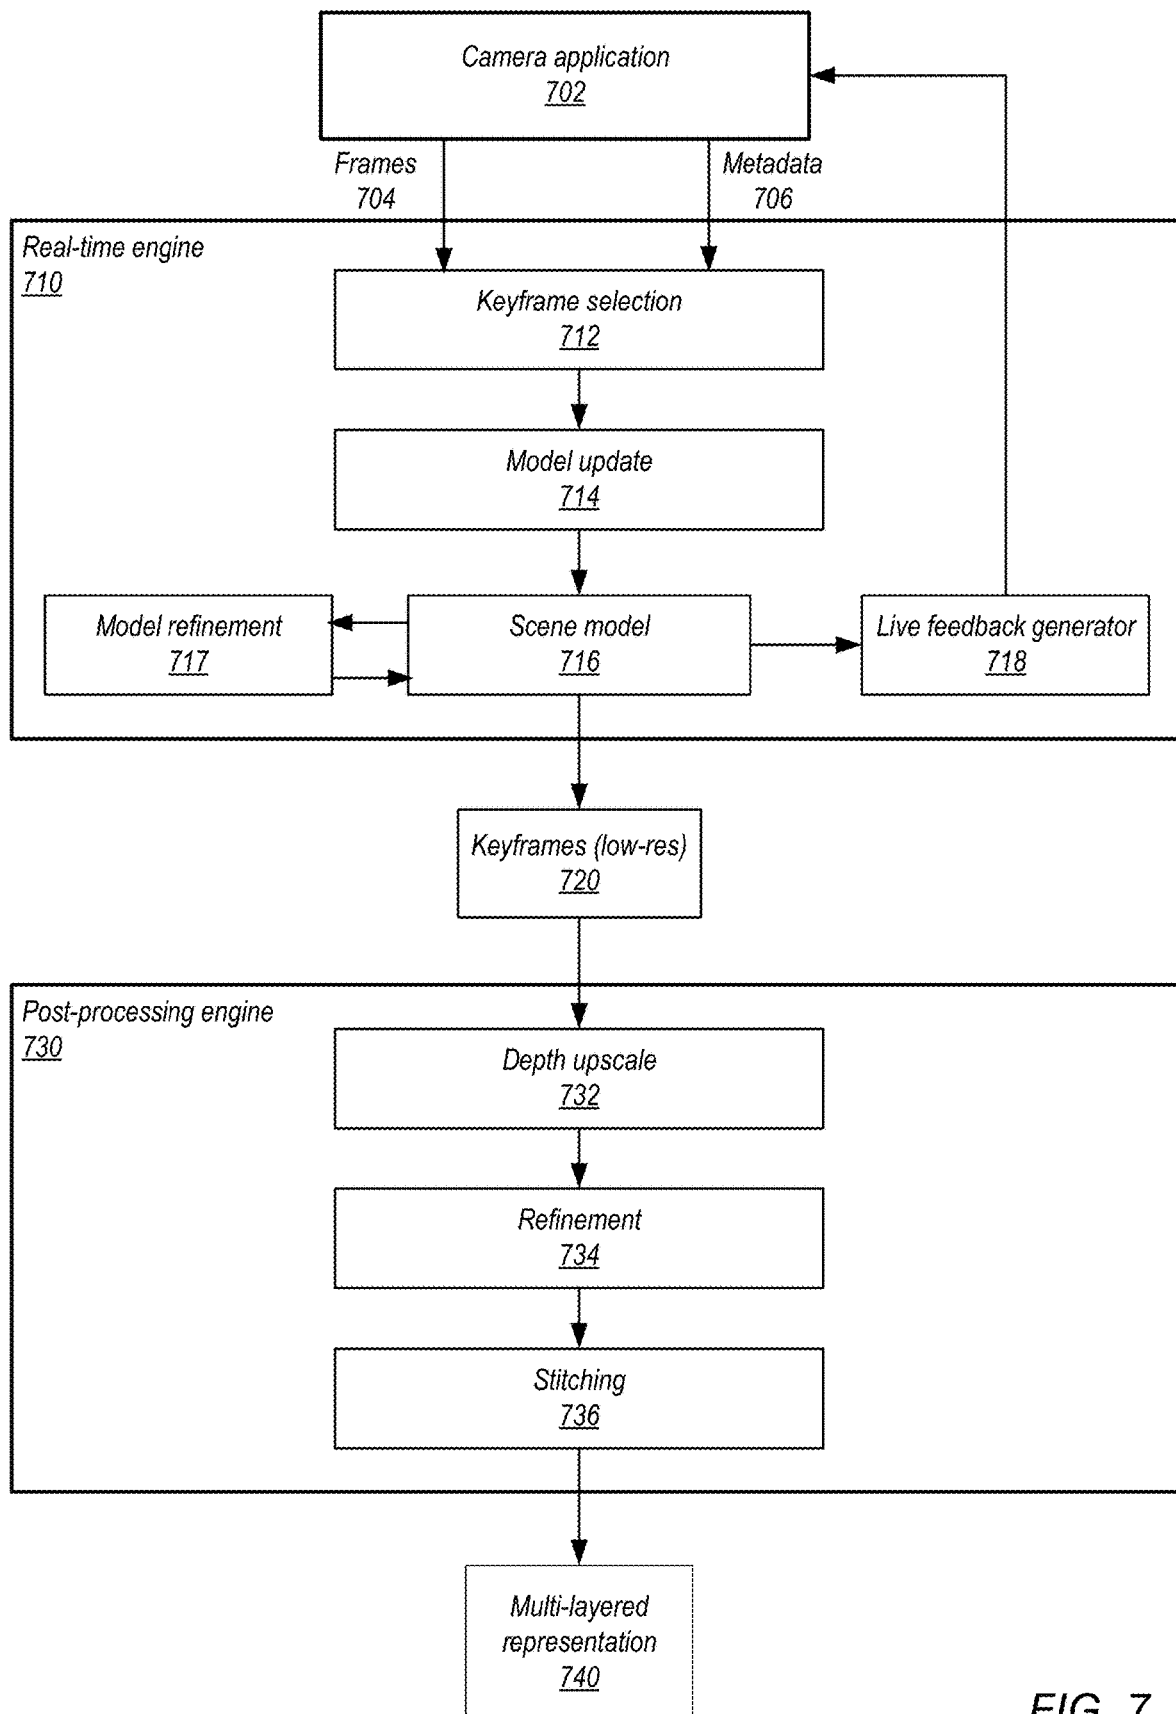 Camera application
702
Frames
704
Metadata
706
Real-time engine
710
Keyframe selection
712
Model update
714
Model refinement
717
Scene model
716
Live feedback generator
718
Keyframes (low-res)
720
Post-processing engine
730
Depth upscale
732
Refinement
734
Stitching
736
Multi-layered
representation
740
FIG. 7